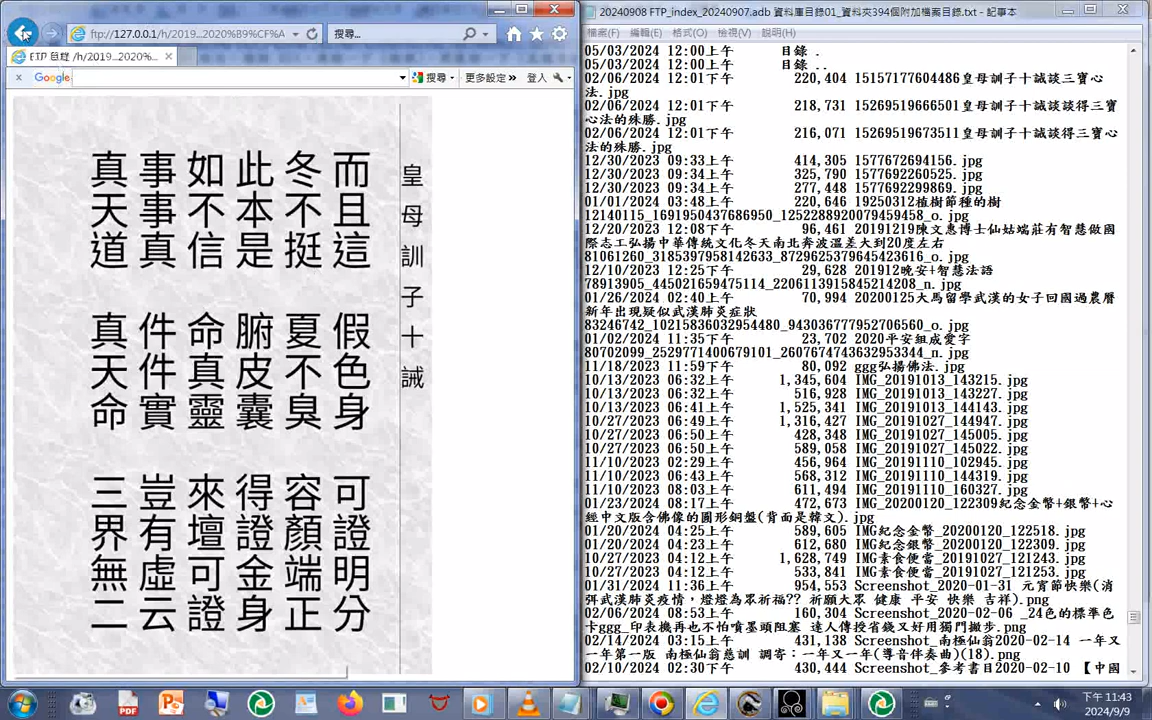 ftp://127.0.0.1/h/2019...2020%B9%CF%A
搜尋...
FTP 目錄 /h/2019...2020%...
Google
搜尋
更多設定 »
登入
皇母訓子十誡
而且這 假色身 可證明分
冬不挺 夏不臭 容顏端正
此本是 腑皮囊 得證金身
如不信 命真靈 來壇可證
事事真 件件實 豈有虛云
真天道 真天命 三界無二
20240908 FTP_index_20240907.adb 資料庫目錄01_資料夾394個附加檔案目錄.txt - 記事本
檔案(F) 編輯(E) 格式(O) 檢視(V) 說明(H)
05/03/2024 12:00上午 目錄 .
05/03/2024 12:00上午 目錄 ..
02/06/2024 12:01下午 220,404 15157177604486皇母訓子十誡談三寶心
法.jpg
02/06/2024 12:01下午 218,731 15269519666501皇母訓子十誡談談得三寶
心法的殊勝.jpg
02/06/2024 12:01下午 216,071 15269519673511皇母訓子十誡談得三寶心
法的殊勝.jpg
12/30/2023 09:33上午 414,305 1577672694156.jpg
12/30/2023 09:34上午 325,790 1577692260525.jpg
12/30/2023 09:34上午 277,448 1577692299869.jpg
01/01/2024 03:48上午 220,646 19250312植樹節種的樹
12140115_1691950437686950_1252288920079459458_o.jpg
12/20/2023 12:08下午 96,461 20191219陳文惠博士仙姑端莊有智慧做國
際志工弘揚中華傳統文化冬天南北奔波溫差大到20度左右
81061260_3185397958142633_8729625379645423616_o.jpg
12/10/2023 12:25下午 29,628 201912晚安+智慧法語
78913905_445021659475114_2206113915845214208_n.jpg
01/26/2024 02:40上午 70,994 20200125大馬留學武漢的女子回國過農曆
新年出現疑似武漢肺炎症狀
83246742_10215836032954480_943036777952706560_o.jpg
01/02/2024 11:35下午 23,702 2020平安組成愛字
80702099_2529771400679101_2607674743632953344_n.jpg
11/18/2023 11:59下午 80,092 ggg弘揚佛法.jpg
10/13/2023 06:32上午 1,345,604 IMG_20191013_143215.jpg
10/13/2023 06:32上午 516,928 IMG_20191013_143227.jpg
10/13/2023 06:41上午 1,525,341 IMG_20191013_144143.jpg
10/27/2023 06:49上午 1,316,427 IMG_20191027_144947.jpg
10/27/2023 06:50上午 428,348 IMG_20191027_145005.jpg
10/27/2023 06:50上午 589,058 IMG_20191027_145022.jpg
11/10/2023 02:29上午 456,964 IMG_20191110_102945.jpg
11/10/2023 06:43上午 568,312 IMG_20191110_144319.jpg
11/10/2023 08:03上午 611,494 IMG_20191110_160327.jpg
01/23/2024 08:17上午 472,673 IMG_20200120_122309紀念金幣+銀幣+心
經中文版含佛像的圓形銅盤(背面是韓文).jpg
01/20/2024 04:25上午 589,605 IMG紀念金幣_20200120_122518.jpg
01/20/2024 04:23上午 612,680 IMG紀念銀幣_20200120_122309.jpg
10/27/2023 04:12上午 1,628,749 IMG素食便當_20191027_121243.jpg
10/27/2023 04:12上午 533,841 IMG素食便當_20191027_121253.jpg
01/31/2024 11:36上午 954,553 Screenshot_2020-01-31 元宵節快樂(消
弭武漢肺炎疫情，燈燈為眾祈福?? 祈願大眾 健康 平安 快樂 吉祥).png
02/06/2024 08:53上午 160,304 Screenshot_2020-02-06 _24色的標準色
卡ggg_印表機再也不怕噴墨頭阻塞 達人傳授省錢又好用獨門撇步.png
02/14/2024 03:15上午 431,138 Screenshot_南極仙翁2020-02-14 一年又
一年第一版 南極仙翁慈訓 調寄：一年又一年(導音伴奏曲)(18).png
02/10/2024 02:30下午 430,444 Screenshot_參考書目2020-02-10 【中國
下午 11:43
2024/9/9